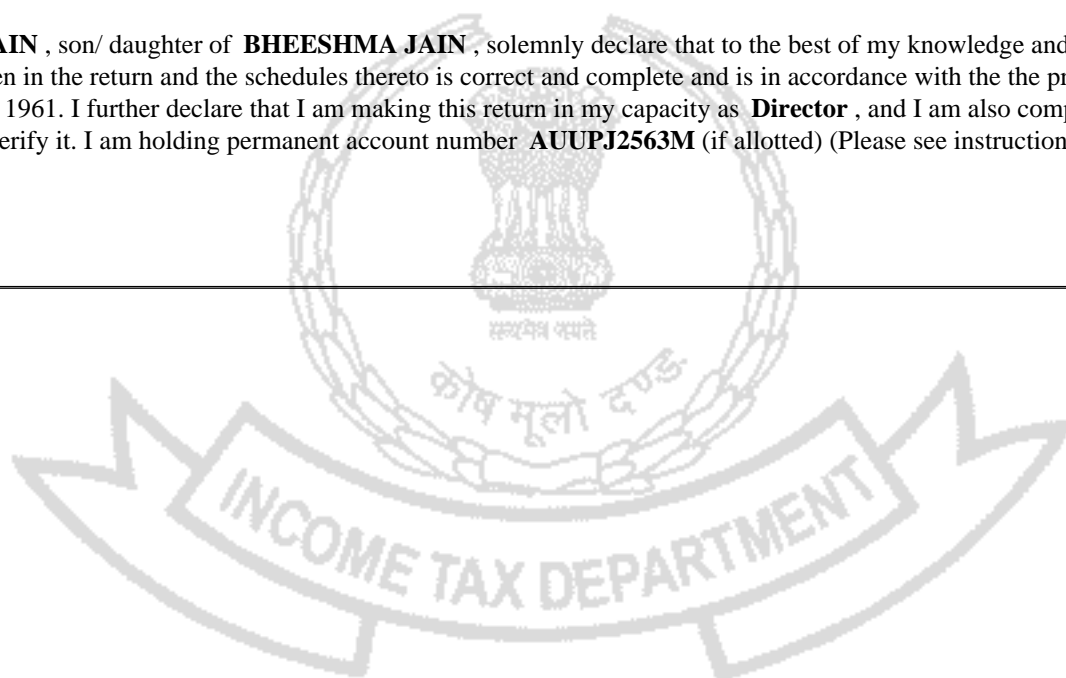 AIN , son/ daughter of BHEESHMA JAIN , solemnly declare that to the best of my knowledge and
en in the return and the schedules thereto is correct and complete and is in accordance with the the pr
1961. I further declare that I am making this return in my capacity as Director , and I am also comp
erify it. I am holding permanent account number AUUPJ2563M (if allotted) (Please see instruction
सत्यमेव जयते
कोष मूलो दण्ड:
INCOME TAX DEPARTMENT